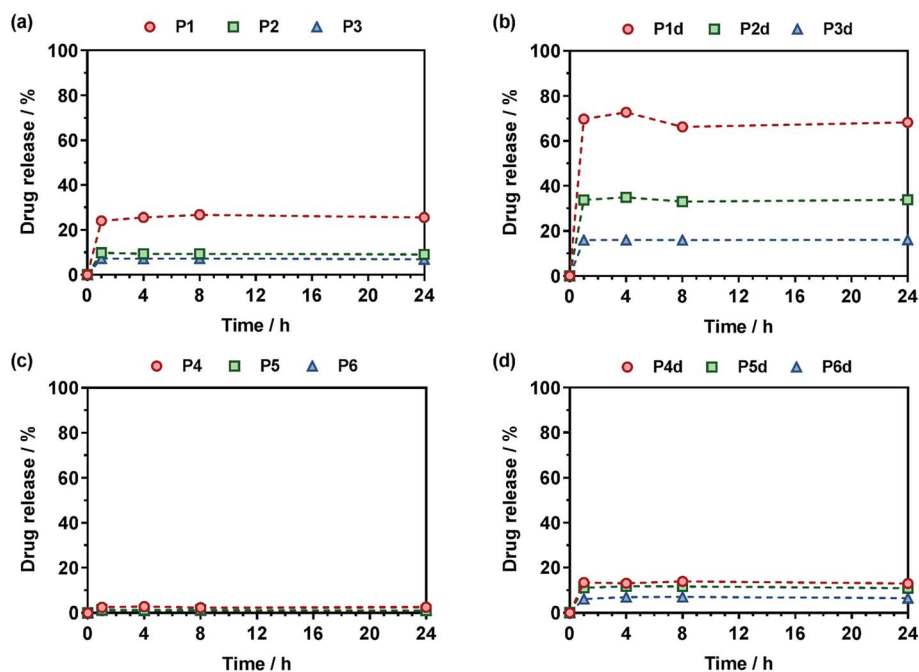 (a) P1 P2 P3
100
80
60
40
20
0
Drug release / %
0 4 8 12 16 20 24
Time / h
(b) P1d P2d P3d
100
80
60
40
20
0
Drug release / %
0 4 8 12 16 20 24
Time / h
(c) P4 P5 P6
100
80
60
40
20
0
Drug release / %
0 4 8 12 16 20 24
Time / h
(d) P4d P5d P6d
100
80
60
40
20
0
Drug release / %
0 4 8 12 16 20 24
Time / h